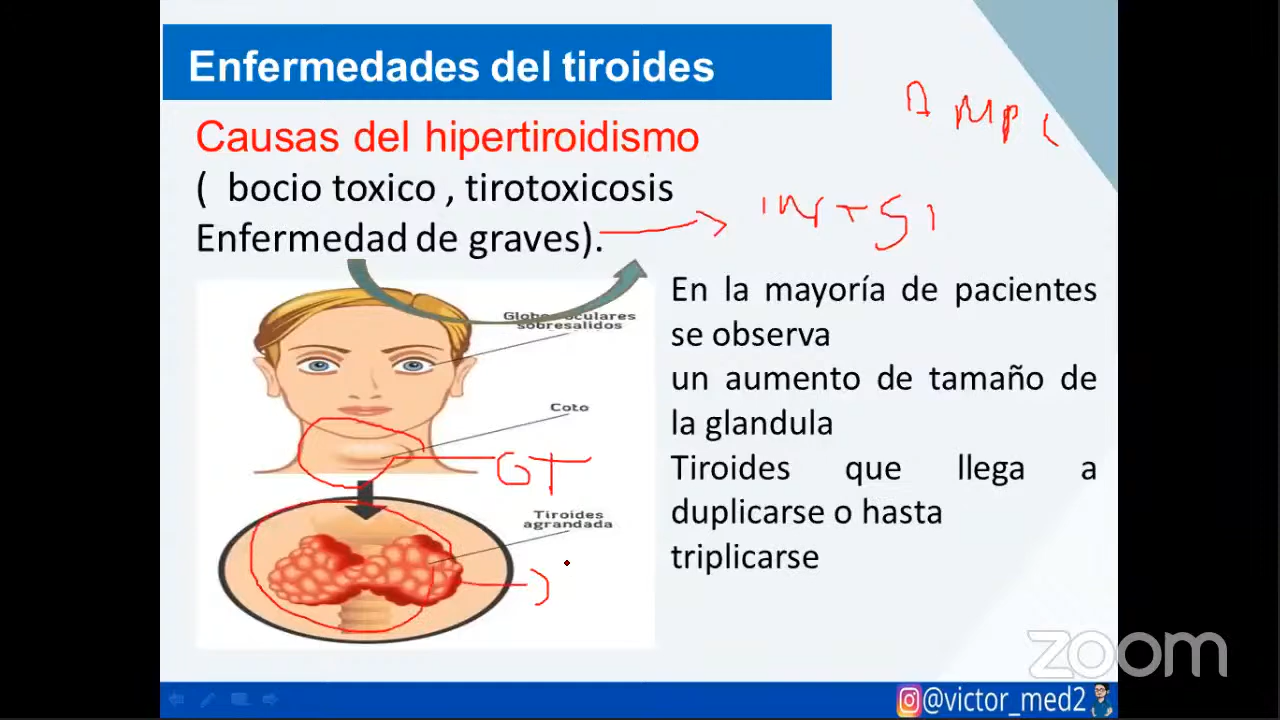 Enfermedades del tiroides
Causas del hipertiroidismo
( bocio toxico , tirotoxicosis
Enfermedad de graves).
En la mayoría de pacientes
se observa
un aumento de tamaño de
la glandula
Tiroides que llega a
duplicarse o hasta
triplicarse
sobresalidos
Coto
GT
Tiroides
agrandada
zoom
@victor_med2